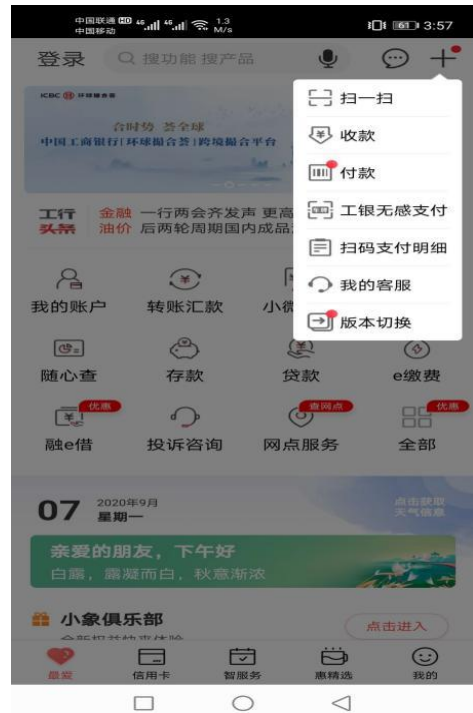 中国联通 HD 46 46 1.3 M/s 61 3:57
中国移动
登录 搜功能 搜产品
ICBC
合时势 荟全球
中国工商银行|环球撮合荟|跨境撮合平台
扫一扫
收款
付款
工银无感支付
扫码支付明细
我的客服
版本切换
工行 金融 一行两会齐发声 更高
头条 油价 后两轮周期国内成品
我的账户 转账汇款 小微
随心查 存款 贷款 e缴费
优惠 查网点 优惠
融e借 投诉咨询 网点服务 全部
07 2020年9月 点击获取
星期一 天气信息
亲爱的朋友，下午好
白露，露凝而白，秋意渐浓
小象俱乐部 点击进入
最爱 信用卡 智服务 惠精选 我的